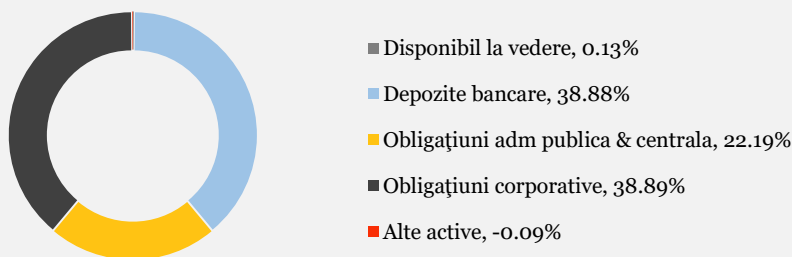 Disponibil la vedere, 0.13%
Depozite bancare, 38.88%
Obligaţiuni adm publica & centrala, 22.19%
Obligaţiuni corporative, 38.89%
Alte active, -0.09%